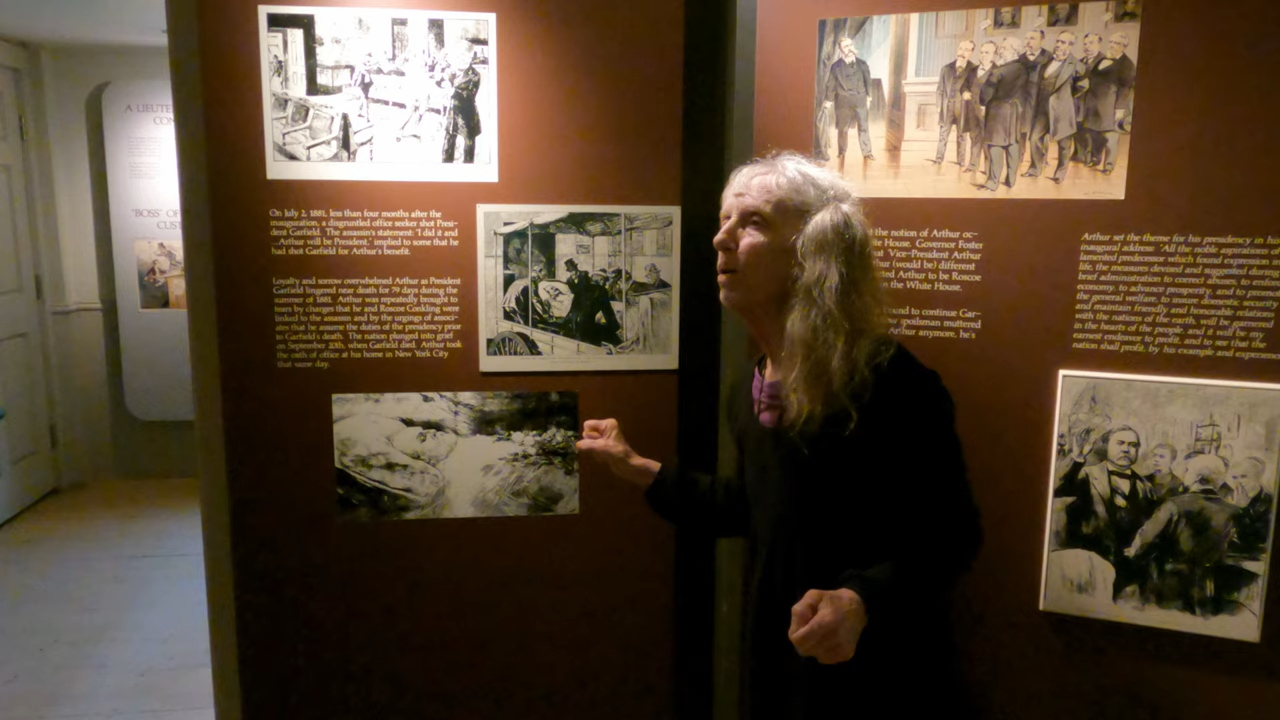 A LIEUTE
CO
"BOSS" OF
CUST
On July 2, 1881, less than four months after the
inauguration, a disgruntled office seeker shot Presi-
dent Garfield. The assassin's statement: "I did it and
...Arthur will be President," implied to some that he
had shot Garfield for Arthur's benefit.
Loyalty and sorrow overwhelmed Arthur as President
Garfield lingered near death for 79 days during the
summer of 1881. Arthur was repeatedly brought to
tears by charges that he and Roscoe Conkling were
linked to the assassin and by the urgings of associ-
ates that he assume the duties of the presidency prior
to Garfield's death. The nation plunged into grief
on September 20th, when Garfield died. Arthur took
the oath of office at his home in New York City
that same day.
the notion of Arthur oc-
ite House. Governor Foster
at 'Vice-President Arthur
hur (would be) different
ted Arthur to be Roscoe
n the White House.
ound to continue Gar-
spoilsman muttered
Arthur anymore, he's
Arthur set the theme for his presidency in his
inaugural address: "All the noble aspirations of
lamented predecessor which found expression in
life, the measures devised and suggested during
brief administration to correct abuses, to enforce
economy, to advance prosperity, and to promote
the general welfare, to insure domestic security
and maintain friendly and honorable relations
with the nations of the earth, will be garnered
in the hearts of the people, and it will be my
earnest endeavor to profit, and to see that the
nation shall profit, by his example and experience